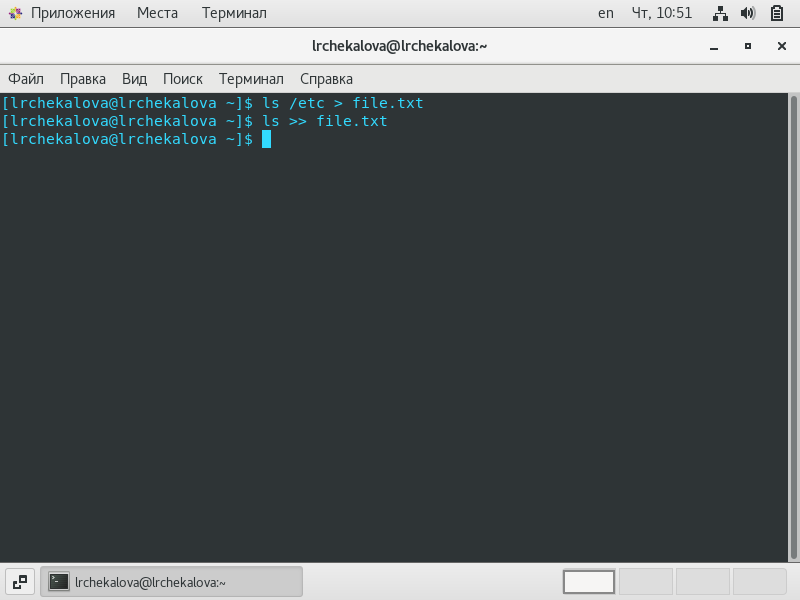 Приложения Места Терминал en Чт, 10:51
lrchekalova@lrchekalova:~
Файл Правка Вид Поиск Терминал Справка
[lrchekalova@lrchekalova ~]$ ls /etc > file.txt
[lrchekalova@lrchekalova ~]$ ls >> file.txt
[lrchekalova@lrchekalova ~]$
lrchekalova@lrchekalova:~